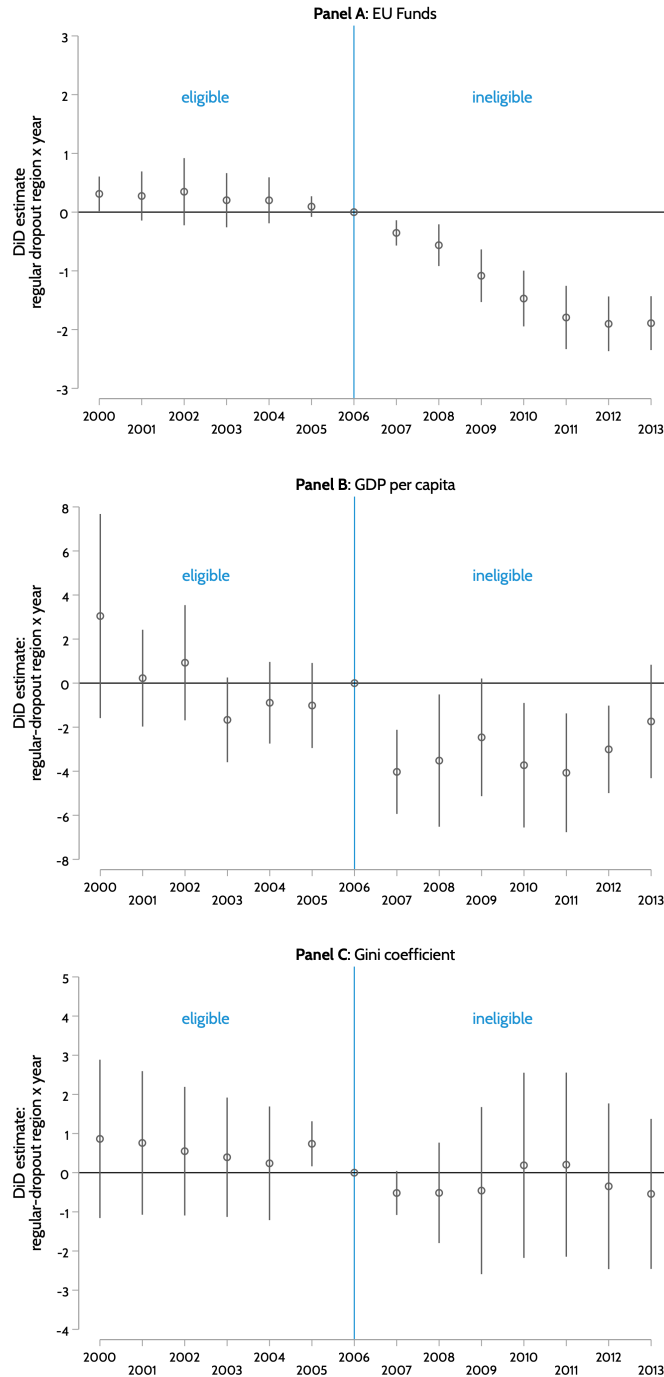 Panel A: EU Funds
DiD estimate
regular dropout region x year
3
2
1
0
-1
-2
-3
eligible
ineligible
2000 2002 2004 2006 2008 2010 2012
2001 2003 2005 2007 2009 2011 2013
Panel B: GDP per capita
DiD estimate:
regular-dropout region x year
8
6
4
2
0
-2
-4
-6
-8
eligible
ineligible
2000 2002 2004 2006 2008 2010 2012
2001 2003 2005 2007 2009 2011 2013
Panel C: Gini coefficient
DiD estimate:
regular-dropout region x year
5
4
3
2
1
0
-1
-2
-3
-4
eligible
ineligible
2000 2002 2004 2006 2008 2010 2012
2001 2003 2005 2007 2009 2011 2013